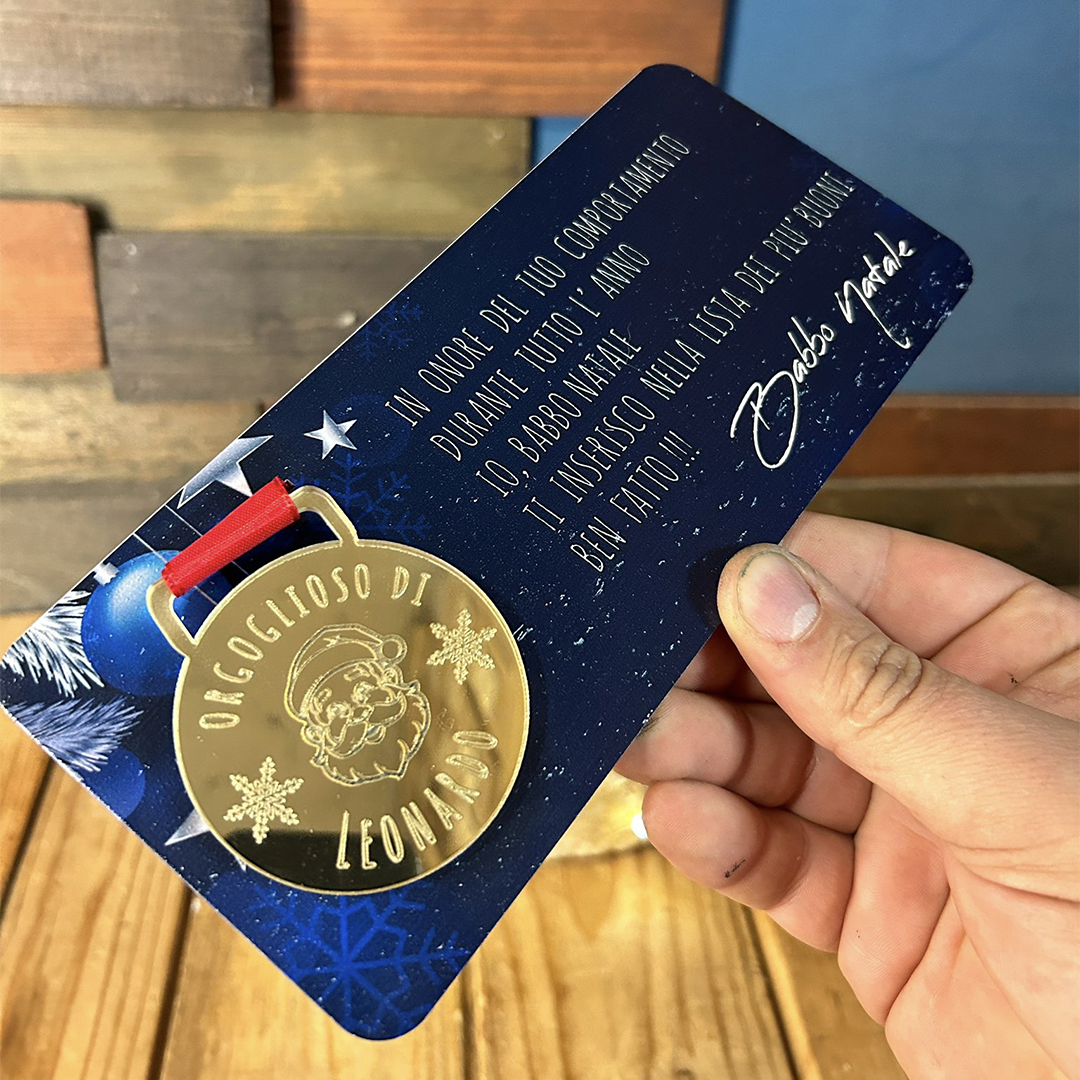 IN ONORE DEL TUO COMPORTAMENTO
DURANTE TUTTO L' ANNO
IO, BABBO NATALE
TI INSERISCO NELLA LISTA DEI PIU' BUONI.
BEN FATTO !!!
Babbo Natale
ORGOGLIOSO DI
LEONARDO